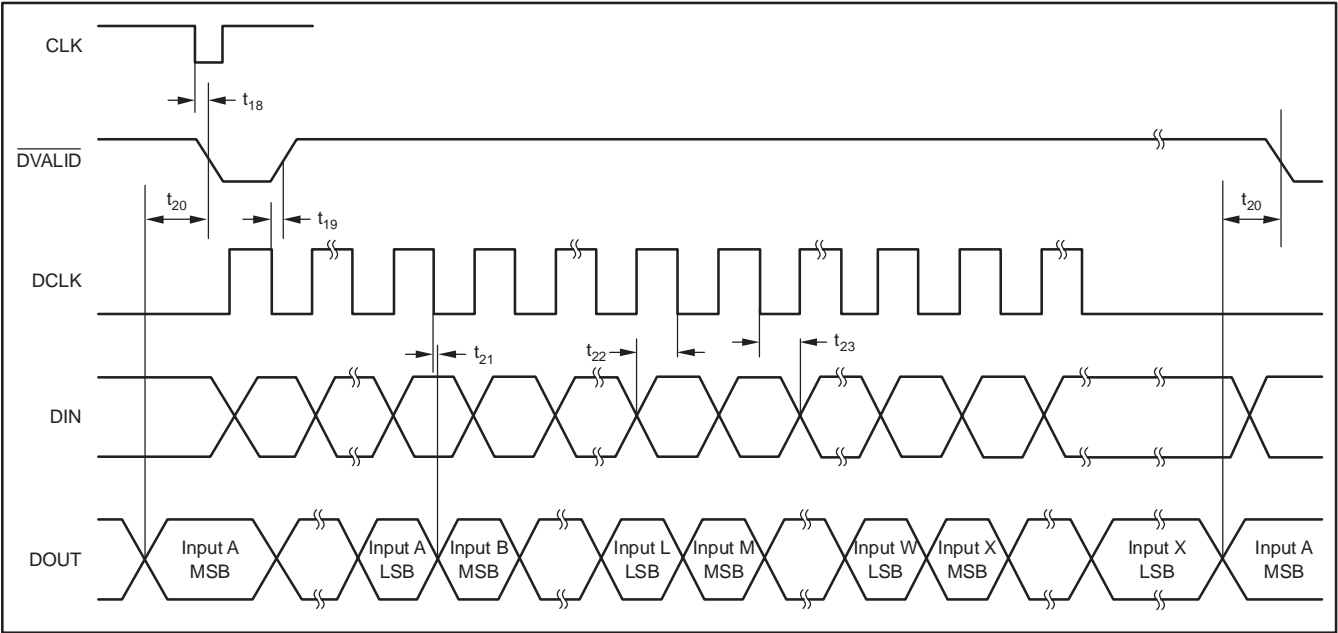 CLK
t18
DVALID
t20
t19
t20
DCLK
t21
t22
t23
DIN
DOUT
Input A
MSB
Input A
LSB
Input B
MSB
Input L
LSB
Input M
MSB
Input W
LSB
Input X
MSB
Input X
LSB
Input A
MSB